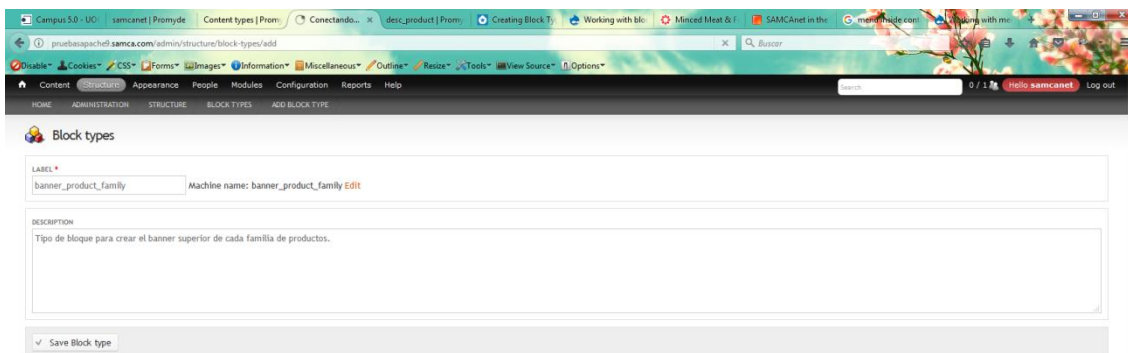 Campus 5.0 - UO samcanet | Promyde Content types | Prom Conectando... × desc_product | Prom Creating Block Ty Working with blo Minced Meat & F SAMCAnet in the with me
pruebasapache9.samca.com/admin/structure/block-types/add × Buscar
Disable Cookies CSS Forms Images Information Miscellaneous Outline Resize Tools View Source Options
Content Structure Appearance People Modules Configuration Reports Help Search 0 / 1 Hello samcanet Log out
HOME ADMINISTRATION STRUCTURE BLOCK TYPES ADD BLOCK TYPE
Block types
LABEL *
banner_product_family Machine name: banner_product_family Edit
DESCRIPTION
Tipo de bloque para crear el banner superior de cada familia de productos.
Save Block type